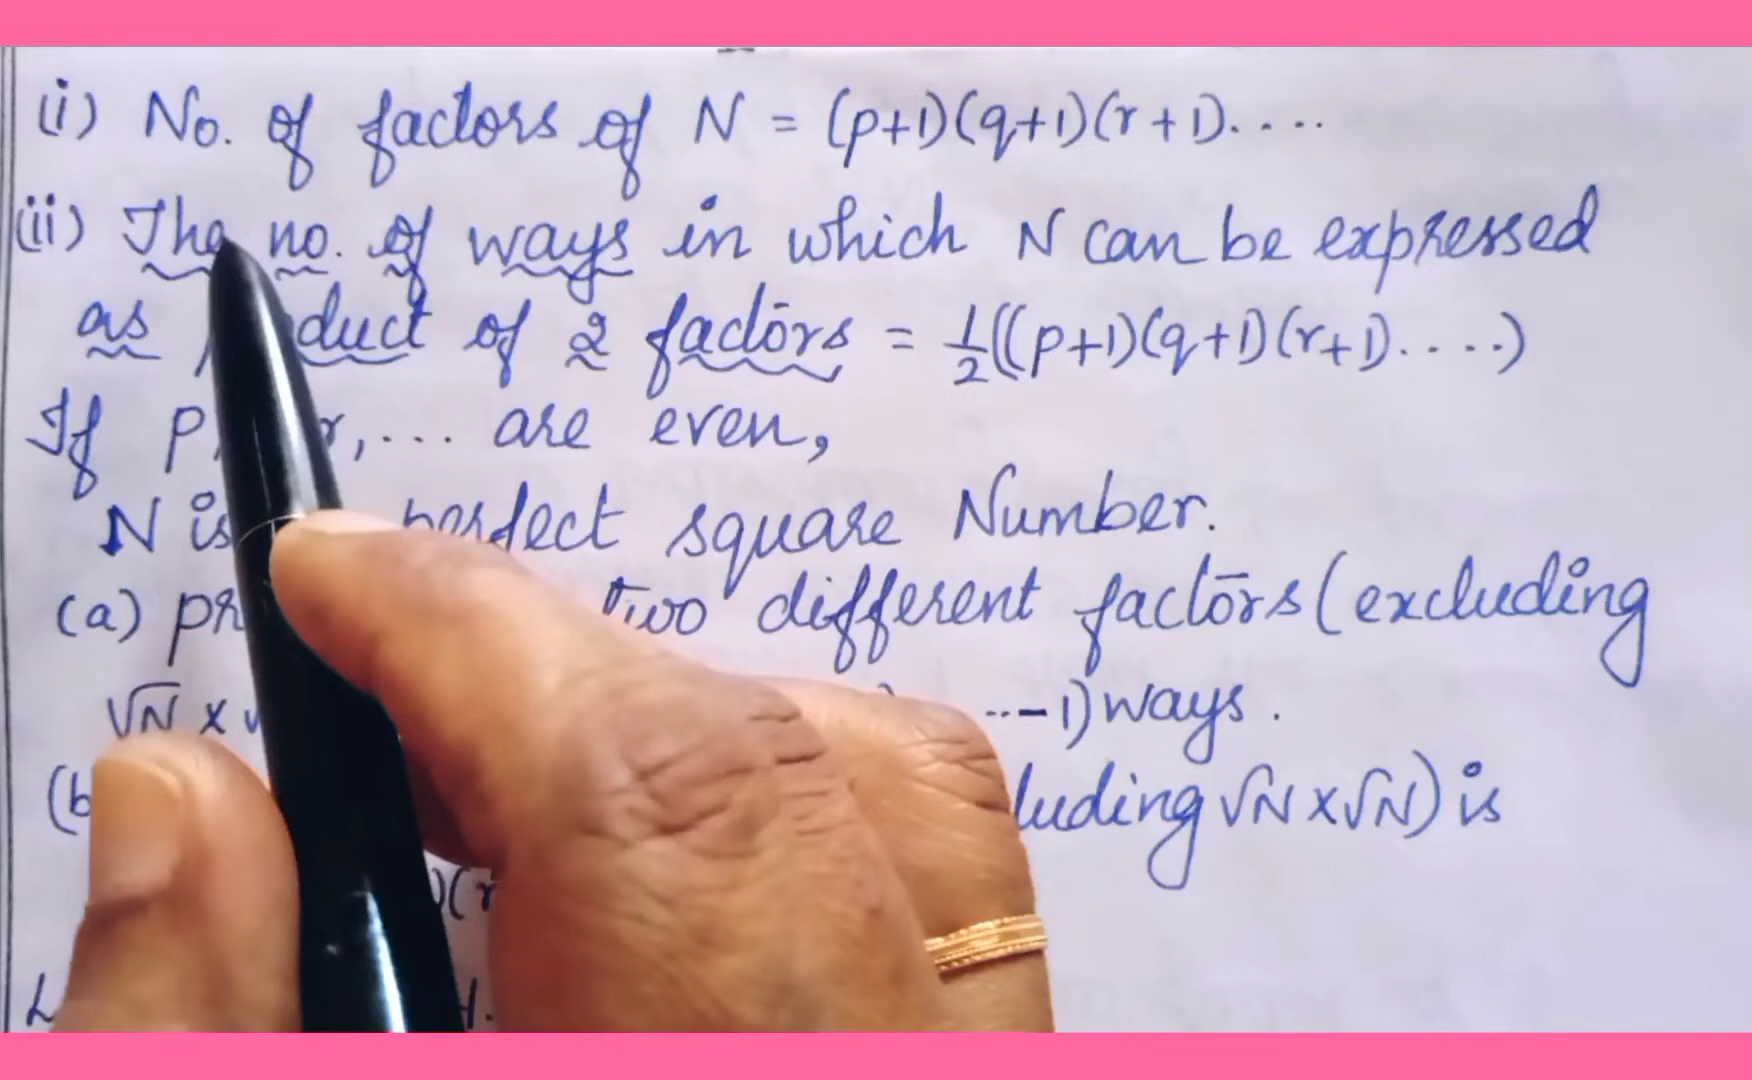 (i) No. of factors of N = (p+1)(q+1)(r+1)....
(ii) The no. of ways in which N can be expressed
as of 2 factors = 1/2((p+1)(q+1)(r+1).....)
If p, r,... are even,
N is perfect square Number.
(a) two different factors (excluding
√N x ...-1) ways.
(b √N x √N) is
)(r